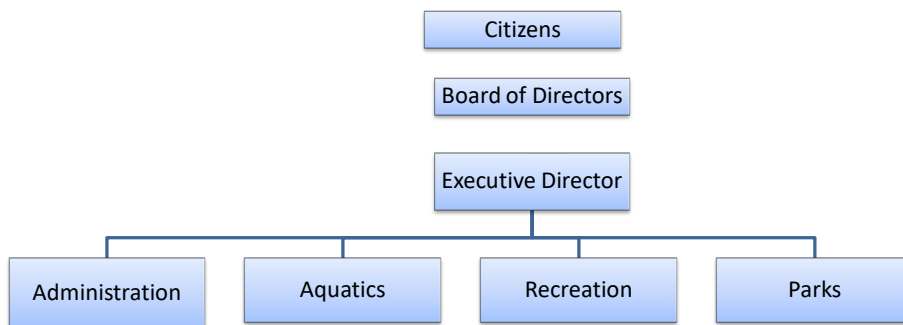 Citizens
Board of Directors
Executive Director
Administration
Aquatics
Recreation
Parks